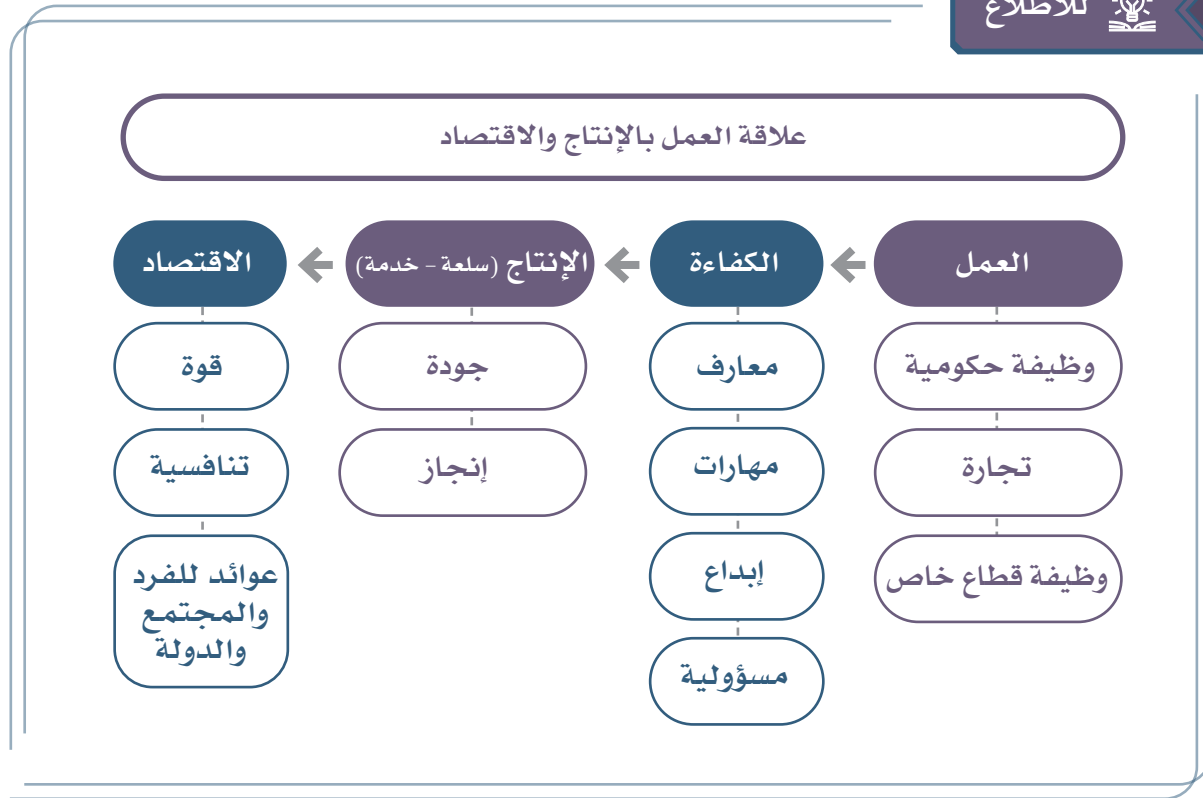 للاطلاع
علاقة العمل بالإنتاج والاقتصاد
العمل
وظيفة حكومية
تجارة
وظيفة قطاع خاص
الكفاءة
معارف
مهارات
إبداع
مسؤولية
الإنتاج (سلعة - خدمة)
جودة
إنجاز
الاقتصاد
قوة
تنافسية
عوائد للفرد
والمجتمع
والدولة